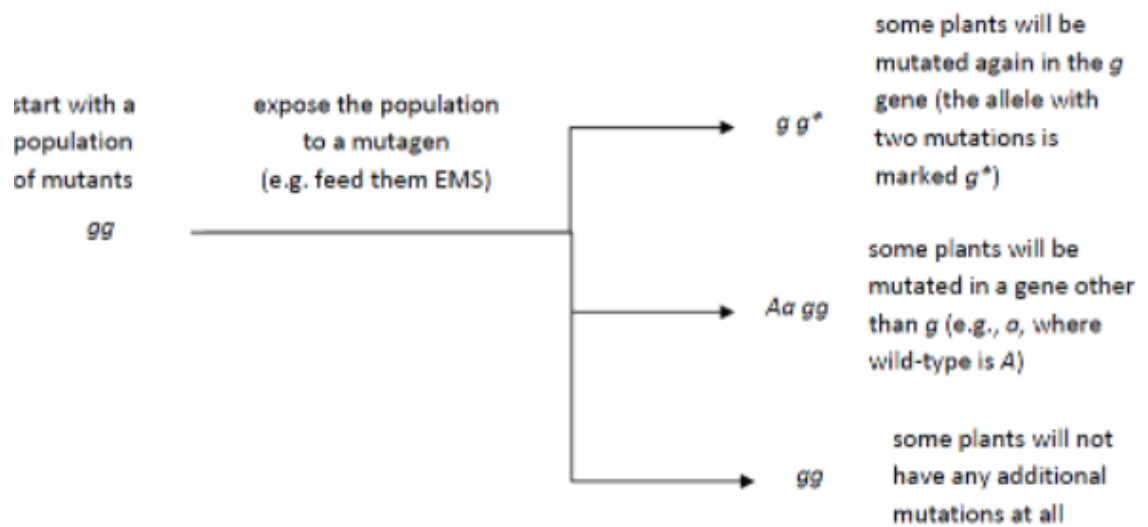 start with a
population
of mutants
gg
expose the population
to a mutagen
(e.g. feed them EMS)
g g*
some plants will be
mutated again in the g
gene (the allele with
two mutations is
marked g*)
Aa gg
some plants will be
mutated in a gene other
than g (e.g., a, where
wild-type is A)
gg
some plants will not
have any additional
mutations at all